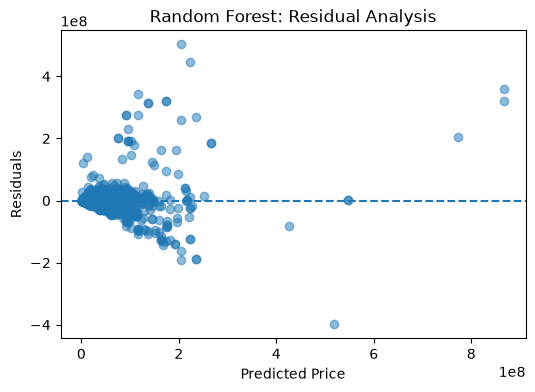 Random Forest: Residual Analysis
1e8
4
2
0
−2
−4
Residuals
0 2 4 6 8
1e8
Predicted Price